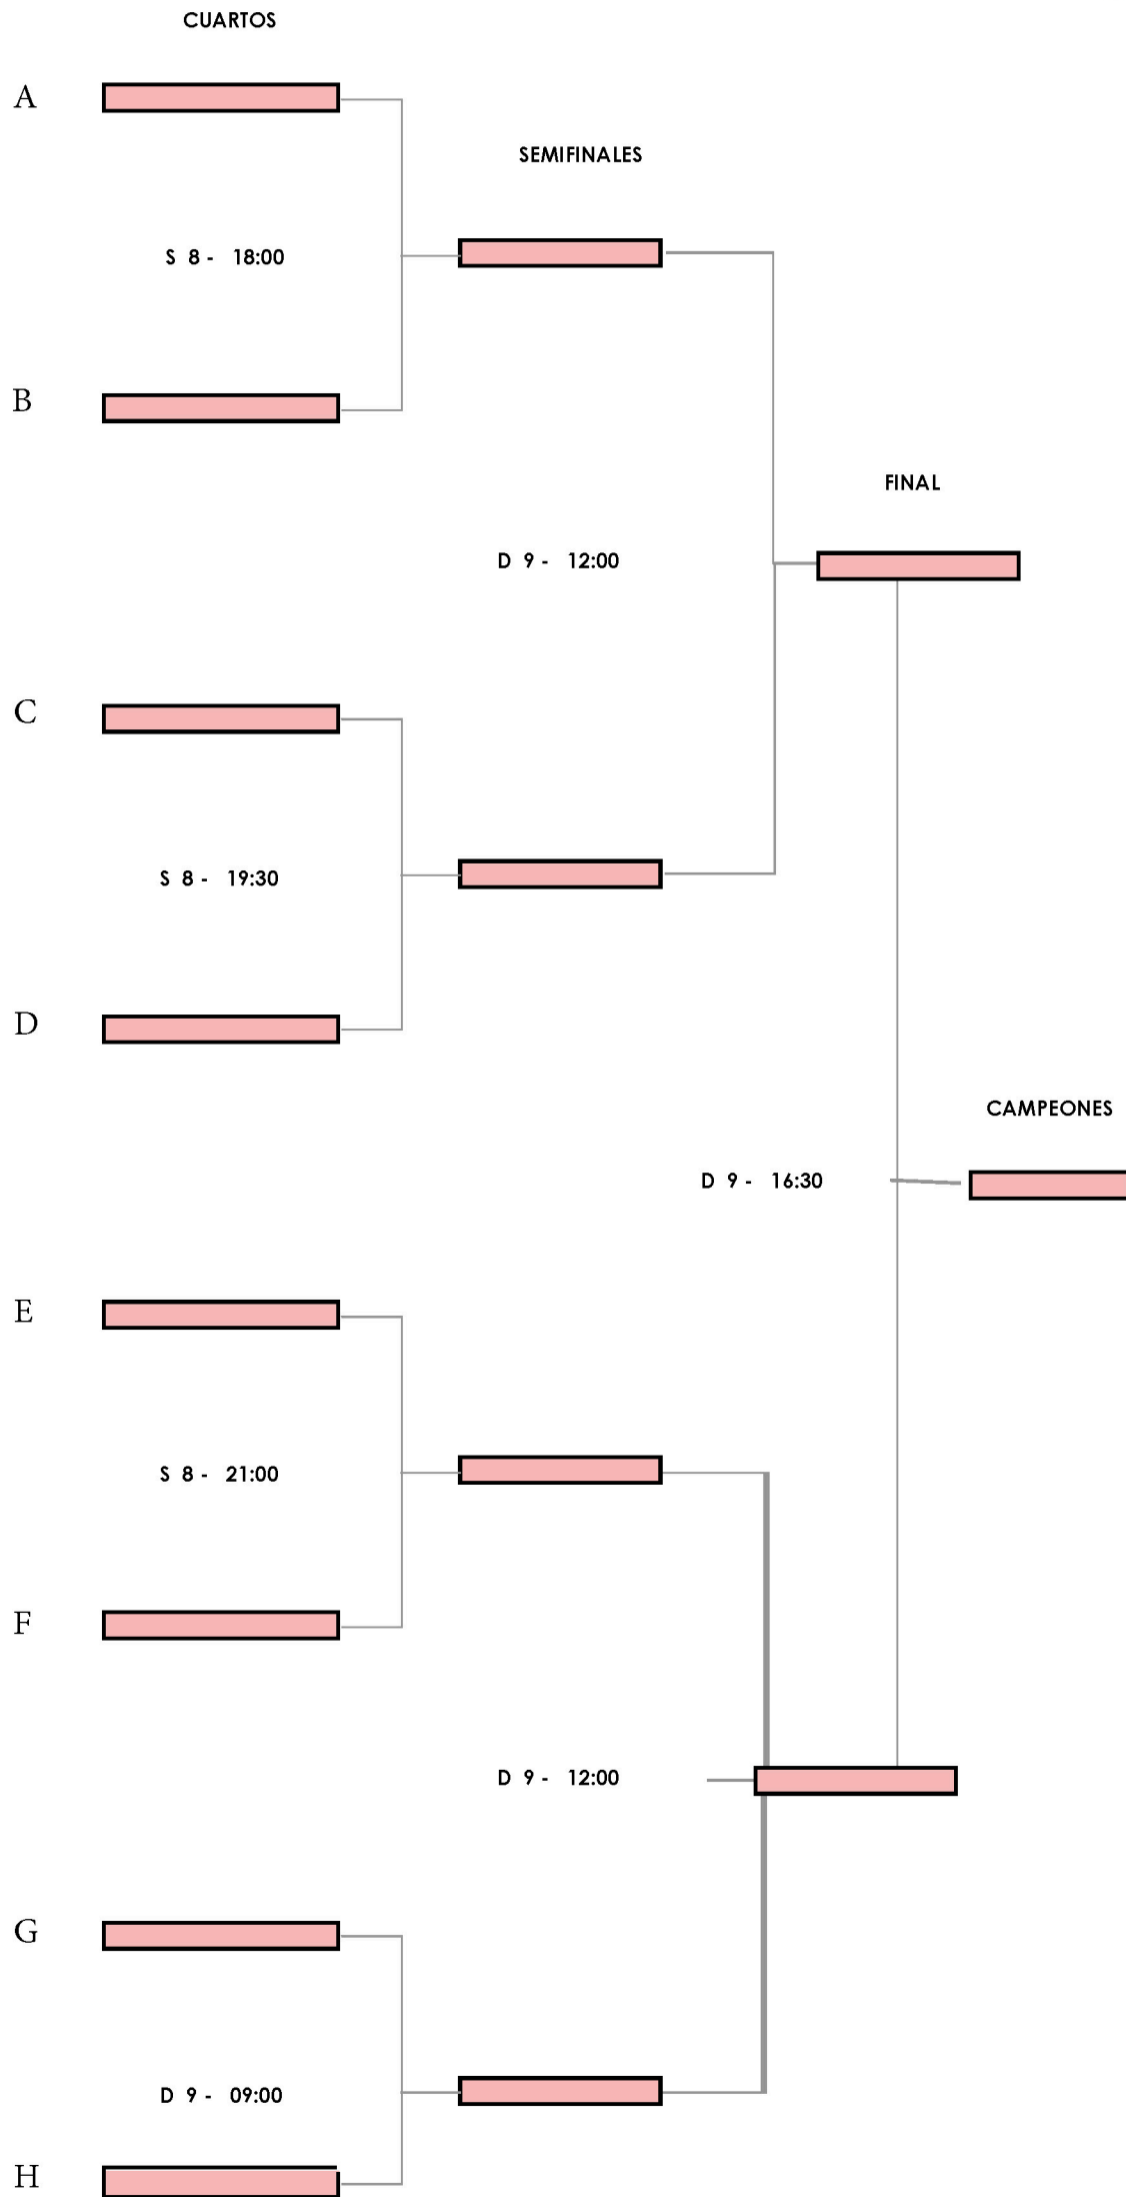 CUARTOS
A
SEMIFINALES
S 8 - 18:00
B
FINAL
D 9 - 12:00
C
S 8 - 19:30
D
CAMPEONES
D 9 - 16:30
E
S 8 - 21:00
F
D 9 - 12:00
G
D 9 - 09:00
H